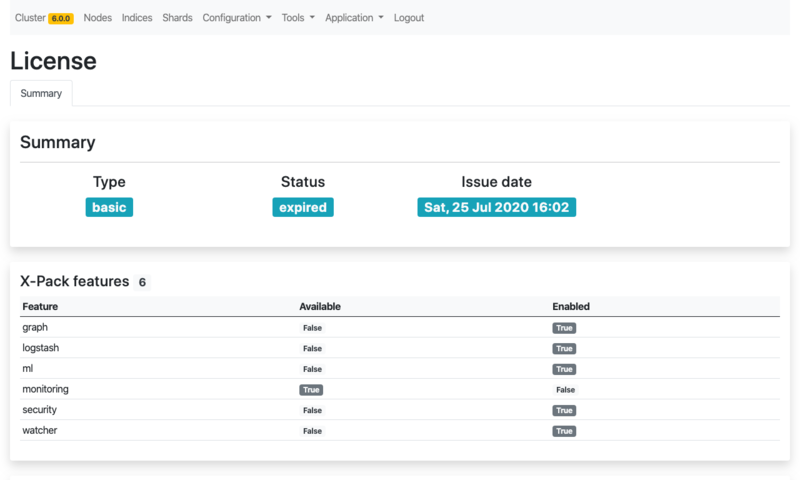 Cluster 6.0.0 Nodes Indices Shards Configuration Tools Application Logout
License
Summary
Summary
Type Status Issue date
basic expired Sat, 25 Jul 2020 16:02
X-Pack features 6
Feature Available Enabled
graph False True
logstash False True
ml False True
monitoring True False
security False True
watcher False True